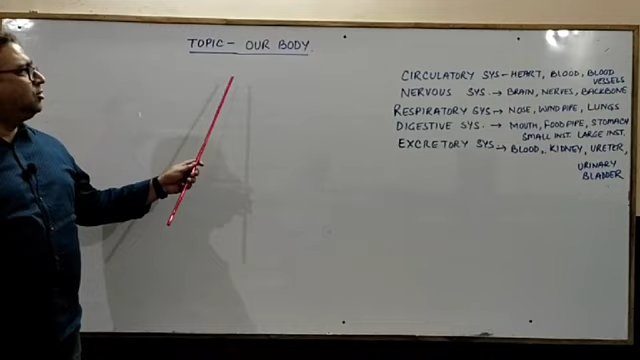 TOPIC - OUR BODY.
CIRCULATORY SYS - HEART, BLOOD, BLOOD VESSELS
NERVOUS SYS. → BRAIN, NERVES, BACKBONE
RESPIRATORY SYS → NOSE, WIND PIPE, LUNGS
DIGESTIVE SYS. → MOUTH, FOOD PIPE, STOMACH
SMALL INST. LARGE INST.
EXCRETORY SYS → BLOOD, KIDNEY, URETER,
URINARY
BLADDER